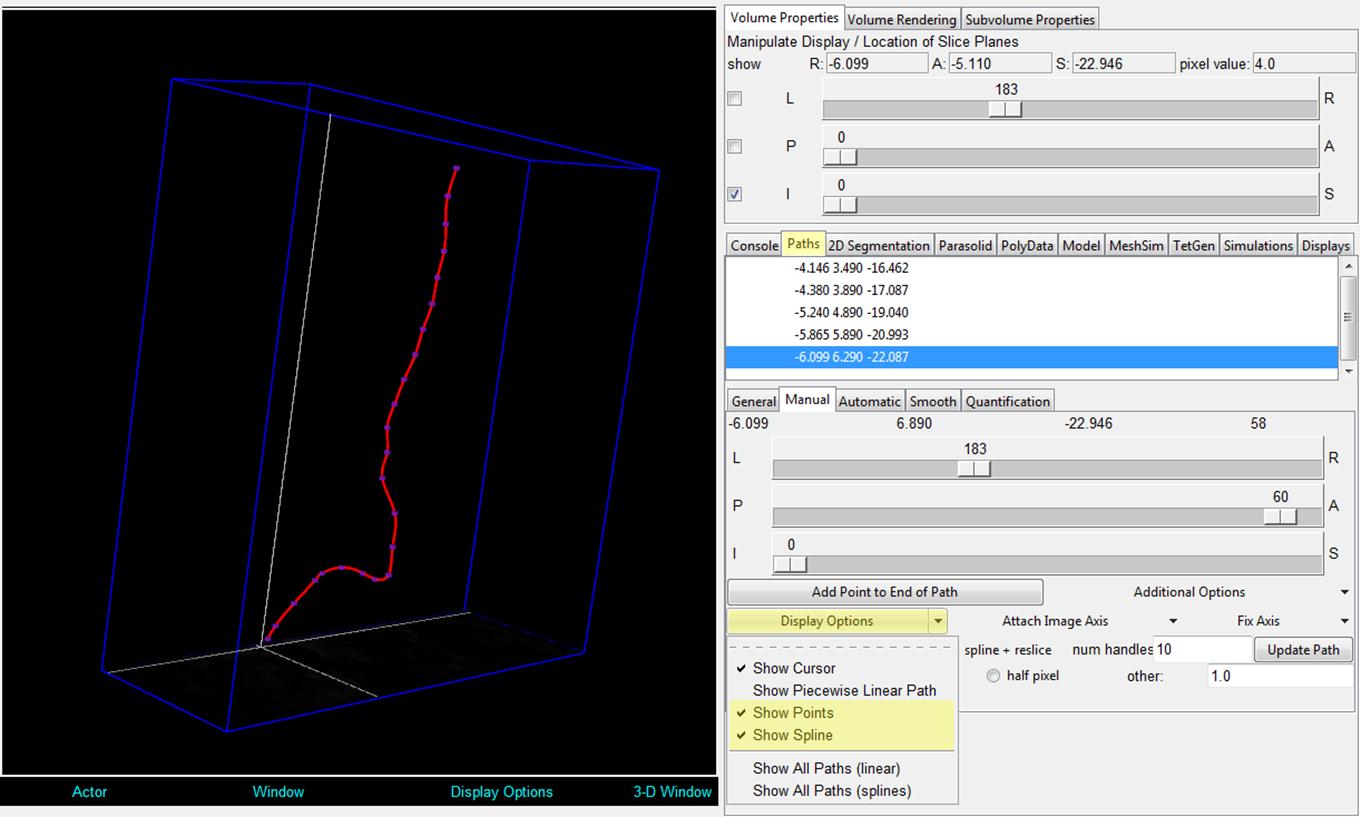 Volume Properties Volume Rendering Subvolume Properties
Manipulate Display / Location of Slice Planes
show R: -6.099 A: -5.110 S: -22.946 pixel value: 4.0
183
L R
0
P A
0
I S
Console Paths 2D Segmentation Parasolid PolyData Model MeshSim TetGen Simulations Displays
-4.146 3.490 -16.462
-4.380 3.890 -17.087
-5.240 4.890 -19.040
-5.865 5.890 -20.993
-6.099 6.290 -22.087
General Manual Automatic Smooth Quantification
-6.099 6.890 -22.946 58
183
L R
60
P A
0
I S
Add Point to End of Path Additional Options
Display Options Attach Image Axis Fix Axis
spline + reslice num handles 10 Update Path
Show Cursor half pixel other: 1.0
Show Piecewise Linear Path
Show Points
Show Spline
Show All Paths (linear)
Show All Paths (splines)
Actor Window Display Options 3-D Window